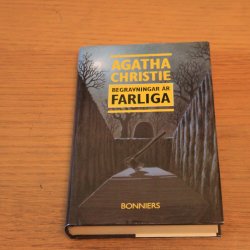 AGATHA
CHRISTIE
BEGRAVNINGAR ÄR
FARLIGA
BONNIERS